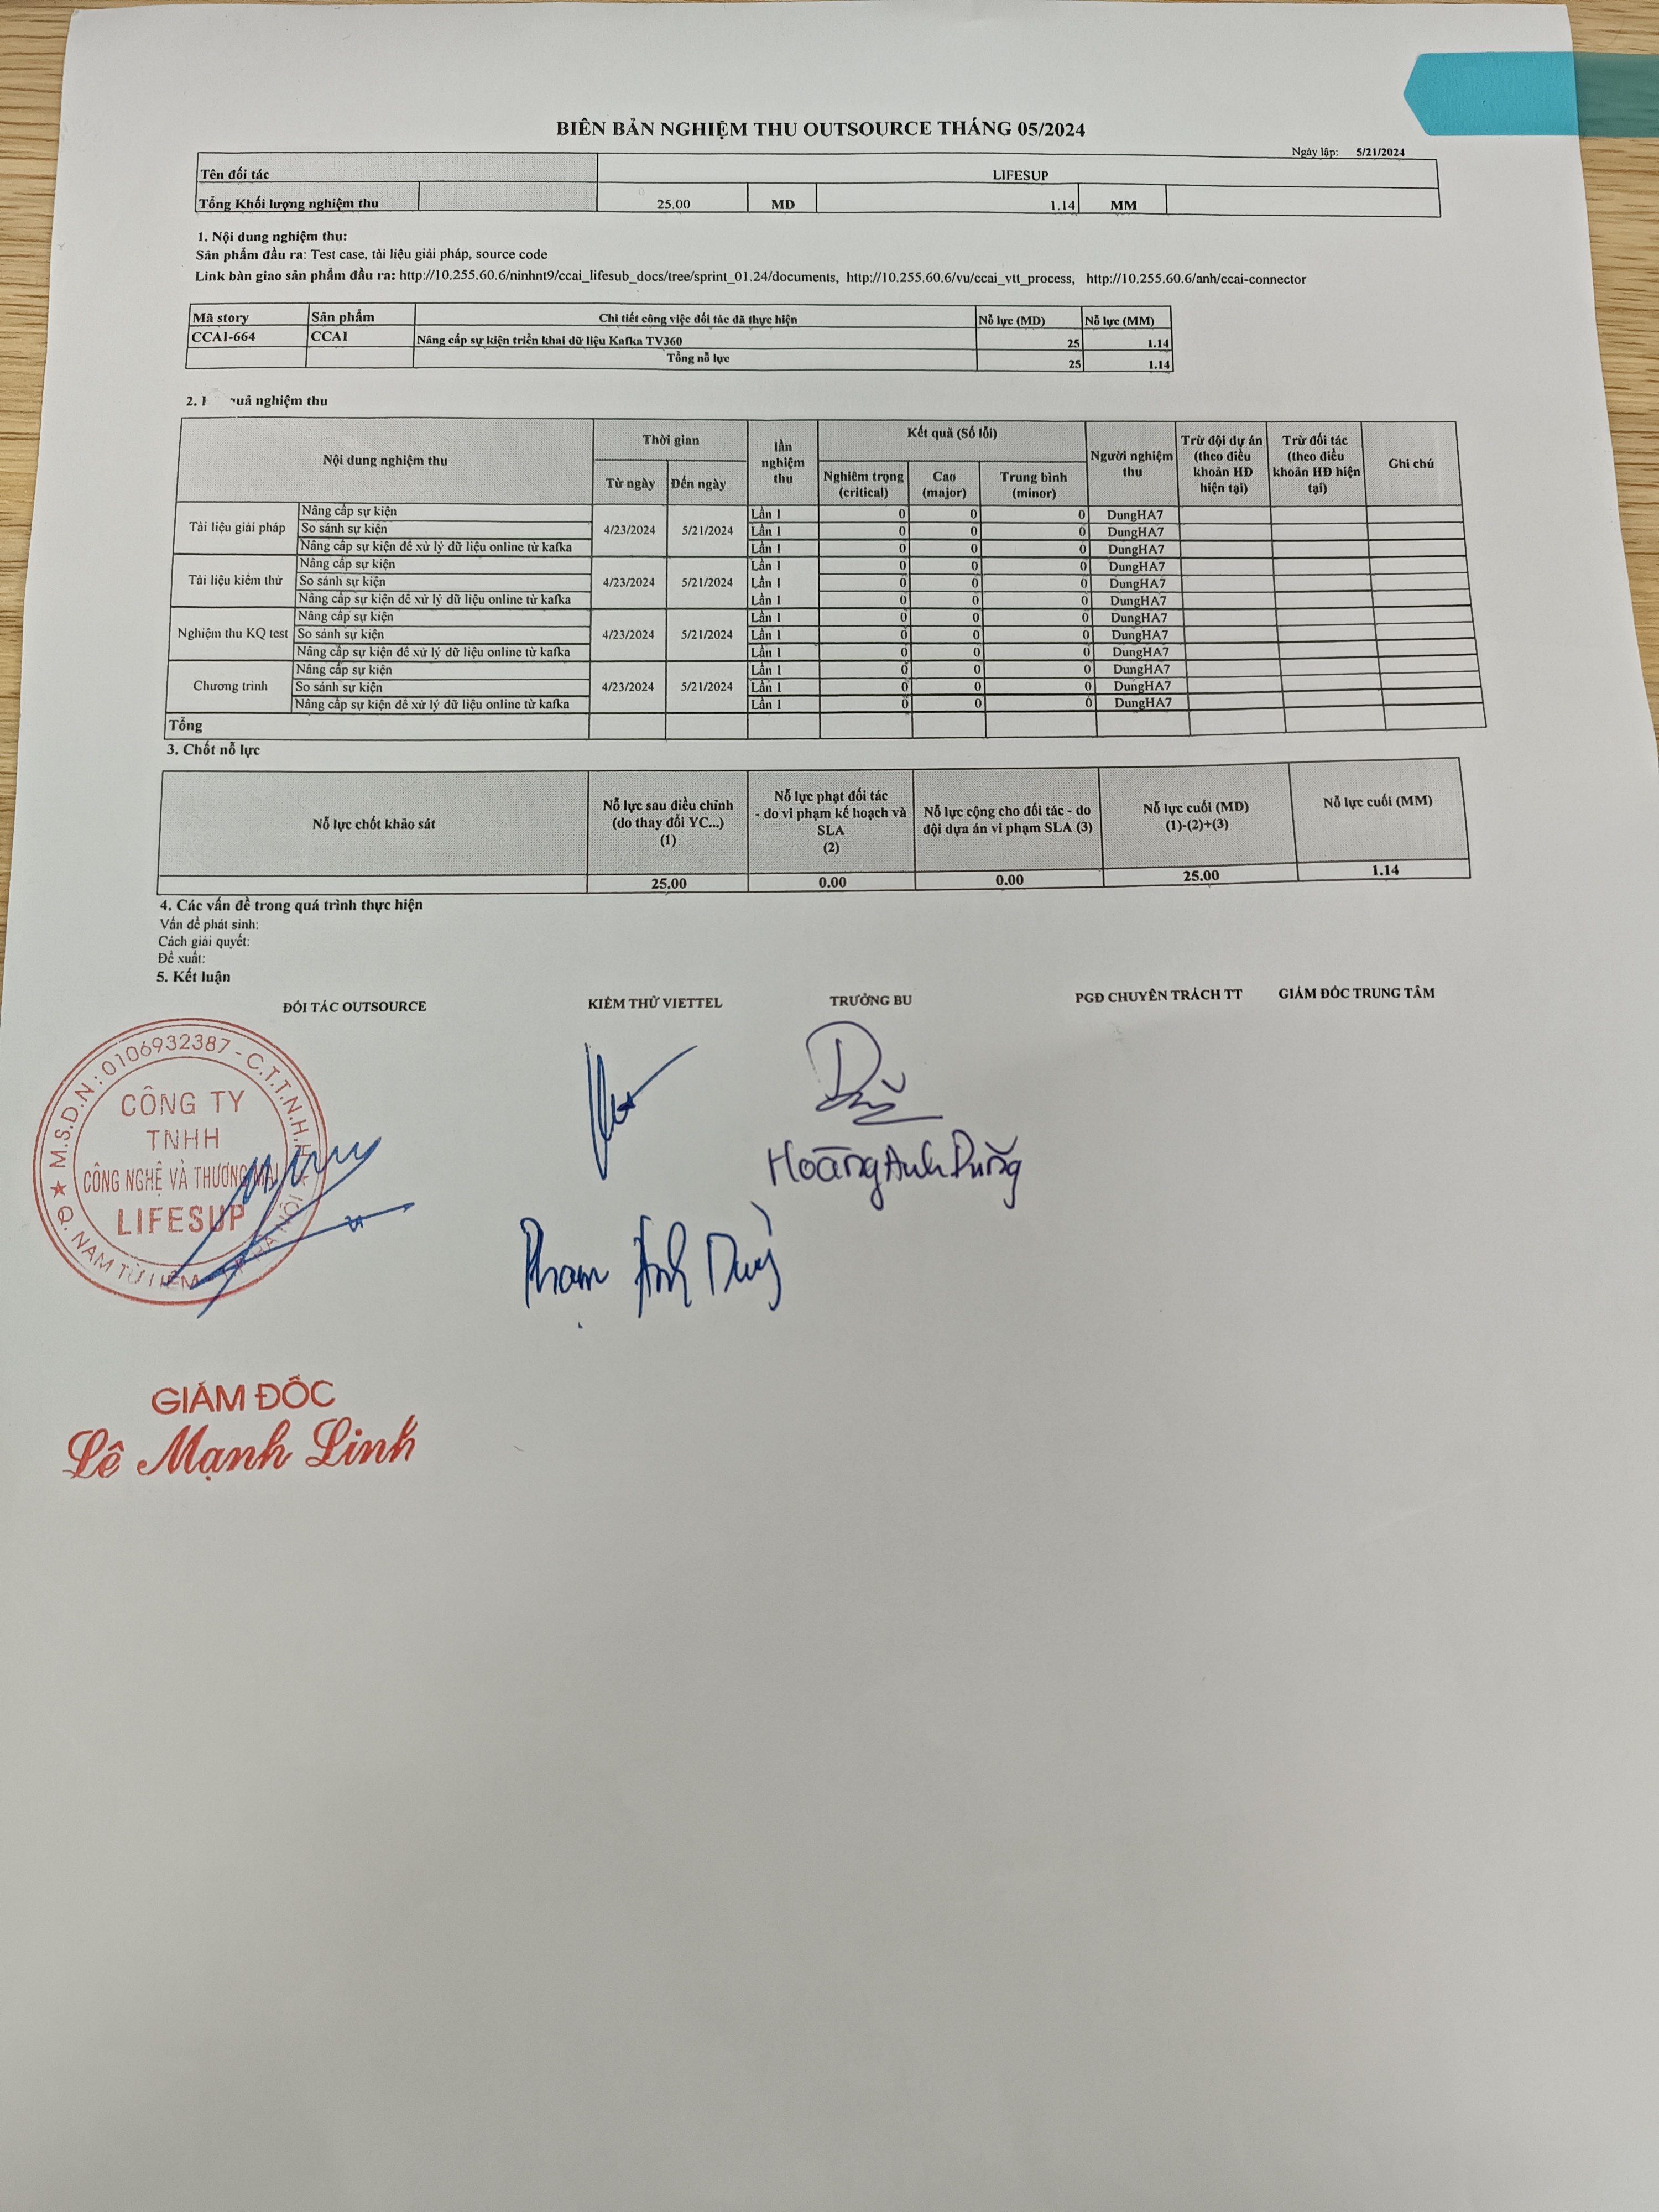 BIÊN BẢN NGHIỆM THU OUTSOURCE THÁNG 05/2024
Ngày lập: 5/21/2024
Tên đối tác LIFESUP
Tổng Khối lượng nghiệm thu 25.00 MD 1.14 MM
1. Nội dung nghiệm thu:
Sản phẩm đầu ra: Test case, tài liệu giải pháp, source code
Link bàn giao sản phẩm đầu ra: http://10.255.60.6/ninhnt9/ccai_lifesub_docs/tree/sprint_01.24/documents, http://10.255.60.6/vu/ccai_vtt_process, http://10.255.60.6/anh/ccai-connector
Mã story Sản phẩm Chi tiết công việc đối tác đã thực hiện Nỗ lực (MD) Nỗ lực (MM)
CCAI-664 CCAI Nâng cấp sự kiện triển khai dữ liệu Kafka TV360 25 1.14
Tổng nỗ lực 25 1.14
2. uả nghiệm thu
Nội dung nghiệm thu Thời gian lần nghiệm thu Kết quả (Số lỗi) Người nghiệm thu Trừ đội dự án (theo điều khoản HĐ hiện tại) Trừ đối tác (theo điều khoản HĐ hiện tại) Ghi chú
Từ ngày Đến ngày Nghiêm trọng (critical) Cao (major) Trung bình (minor)
Tài liệu giải pháp Nâng cấp sự kiện 4/23/2024 5/21/2024 Lần 1 0 0 0 DungHA7
So sánh sự kiện Lần 1 0 0 0 DungHA7
Nâng cấp sự kiện để xử lý dữ liệu online từ kafka Lần 1 0 0 0 DungHA7
Tài liệu kiểm thử Nâng cấp sự kiện 4/23/2024 5/21/2024 Lần 1 0 0 0 DungHA7
So sánh sự kiện Lần 1 0 0 0 DungHA7
Nâng cấp sự kiện để xử lý dữ liệu online từ kafka Lần 1 0 0 0 DungHA7
Nghiệm thu KQ test Nâng cấp sự kiện 4/23/2024 5/21/2024 Lần 1 0 0 0 DungHA7
So sánh sự kiện Lần 1 0 0 0 DungHA7
Nâng cấp sự kiện để xử lý dữ liệu online từ kafka Lần 1 0 0 0 DungHA7
Chương trình Nâng cấp sự kiện 4/23/2024 5/21/2024 Lần 1 0 0 0 DungHA7
So sánh sự kiện Lần 1 0 0 0 DungHA7
Nâng cấp sự kiện để xử lý dữ liệu online từ kafka Lần 1 0 0 0 DungHA7
Tổng
3. Chốt nỗ lực
Nỗ lực chốt khảo sát Nỗ lực sau điều chỉnh (do thay đổi YC...) (1) Nỗ lực phạt đối tác - do vi phạm kế hoạch và SLA (2) Nỗ lực cộng cho đối tác - do đội dựa án vi phạm SLA (3) Nỗ lực cuối (MD) (1)-(2)+(3) Nỗ lực cuối (MM)
25.00 0.00 0.00 25.00 1.14
4. Các vấn đề trong quá trình thực hiện
Vấn đề phát sinh:
Cách giải quyết:
Đề xuất:
5. Kết luận
ĐỐI TÁC OUTSOURCE KIỂM THỬ VIETTEL TRƯỞNG BU PGĐ CHUYÊN TRÁCH TT GIÁM ĐỐC TRUNG TÂM
M.S.D.N: 0106932387 - C.T.T.N.H.H
CÔNG TY
TNHH
CÔNG NGHỆ VÀ THƯƠNG MẠI
LIFESUP
Q. NAM TỪ LIÊM - TP HÀ NỘI
Hoàng Anh Dũng
Phạm Ánh
GIÁM ĐỐC
Lê Mạnh Linh